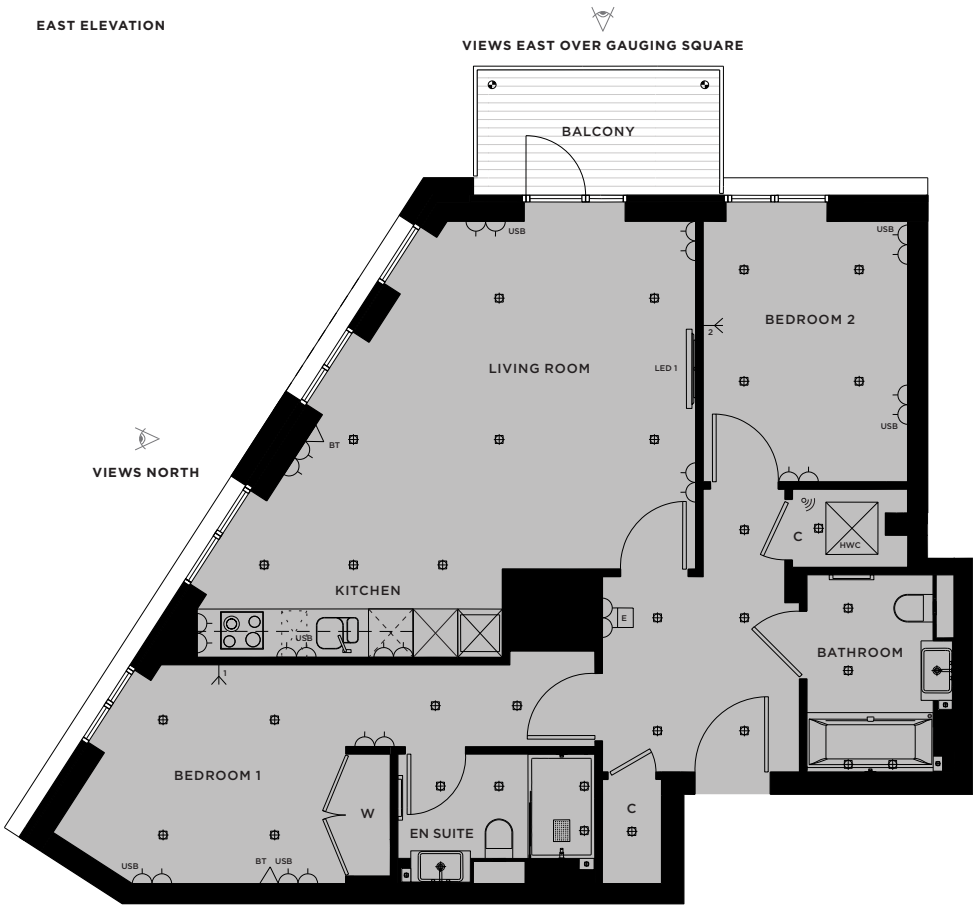 EAST ELEVATION
VIEWS EAST OVER GAUGING SQUARE
BALCONY
USB
USB
BEDROOM 2
2
LIVING ROOM
LED 1
USB
BT
VIEWS NORTH
C
HWC
KITCHEN
USB
E
BATHROOM
1
BEDROOM 1
W
C
EN SUITE
USB
BT USB